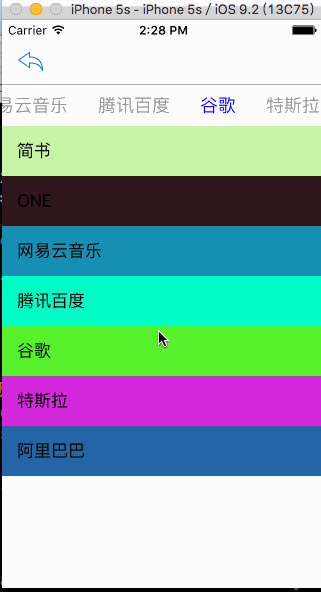 iPhone 5s - iPhone 5s / iOS 9.2 (13C75)
Carrier 2:28 PM
易云音乐 腾讯百度 谷歌 特斯拉
简书
ONE
网易云音乐
腾讯百度
谷歌
特斯拉
阿里巴巴